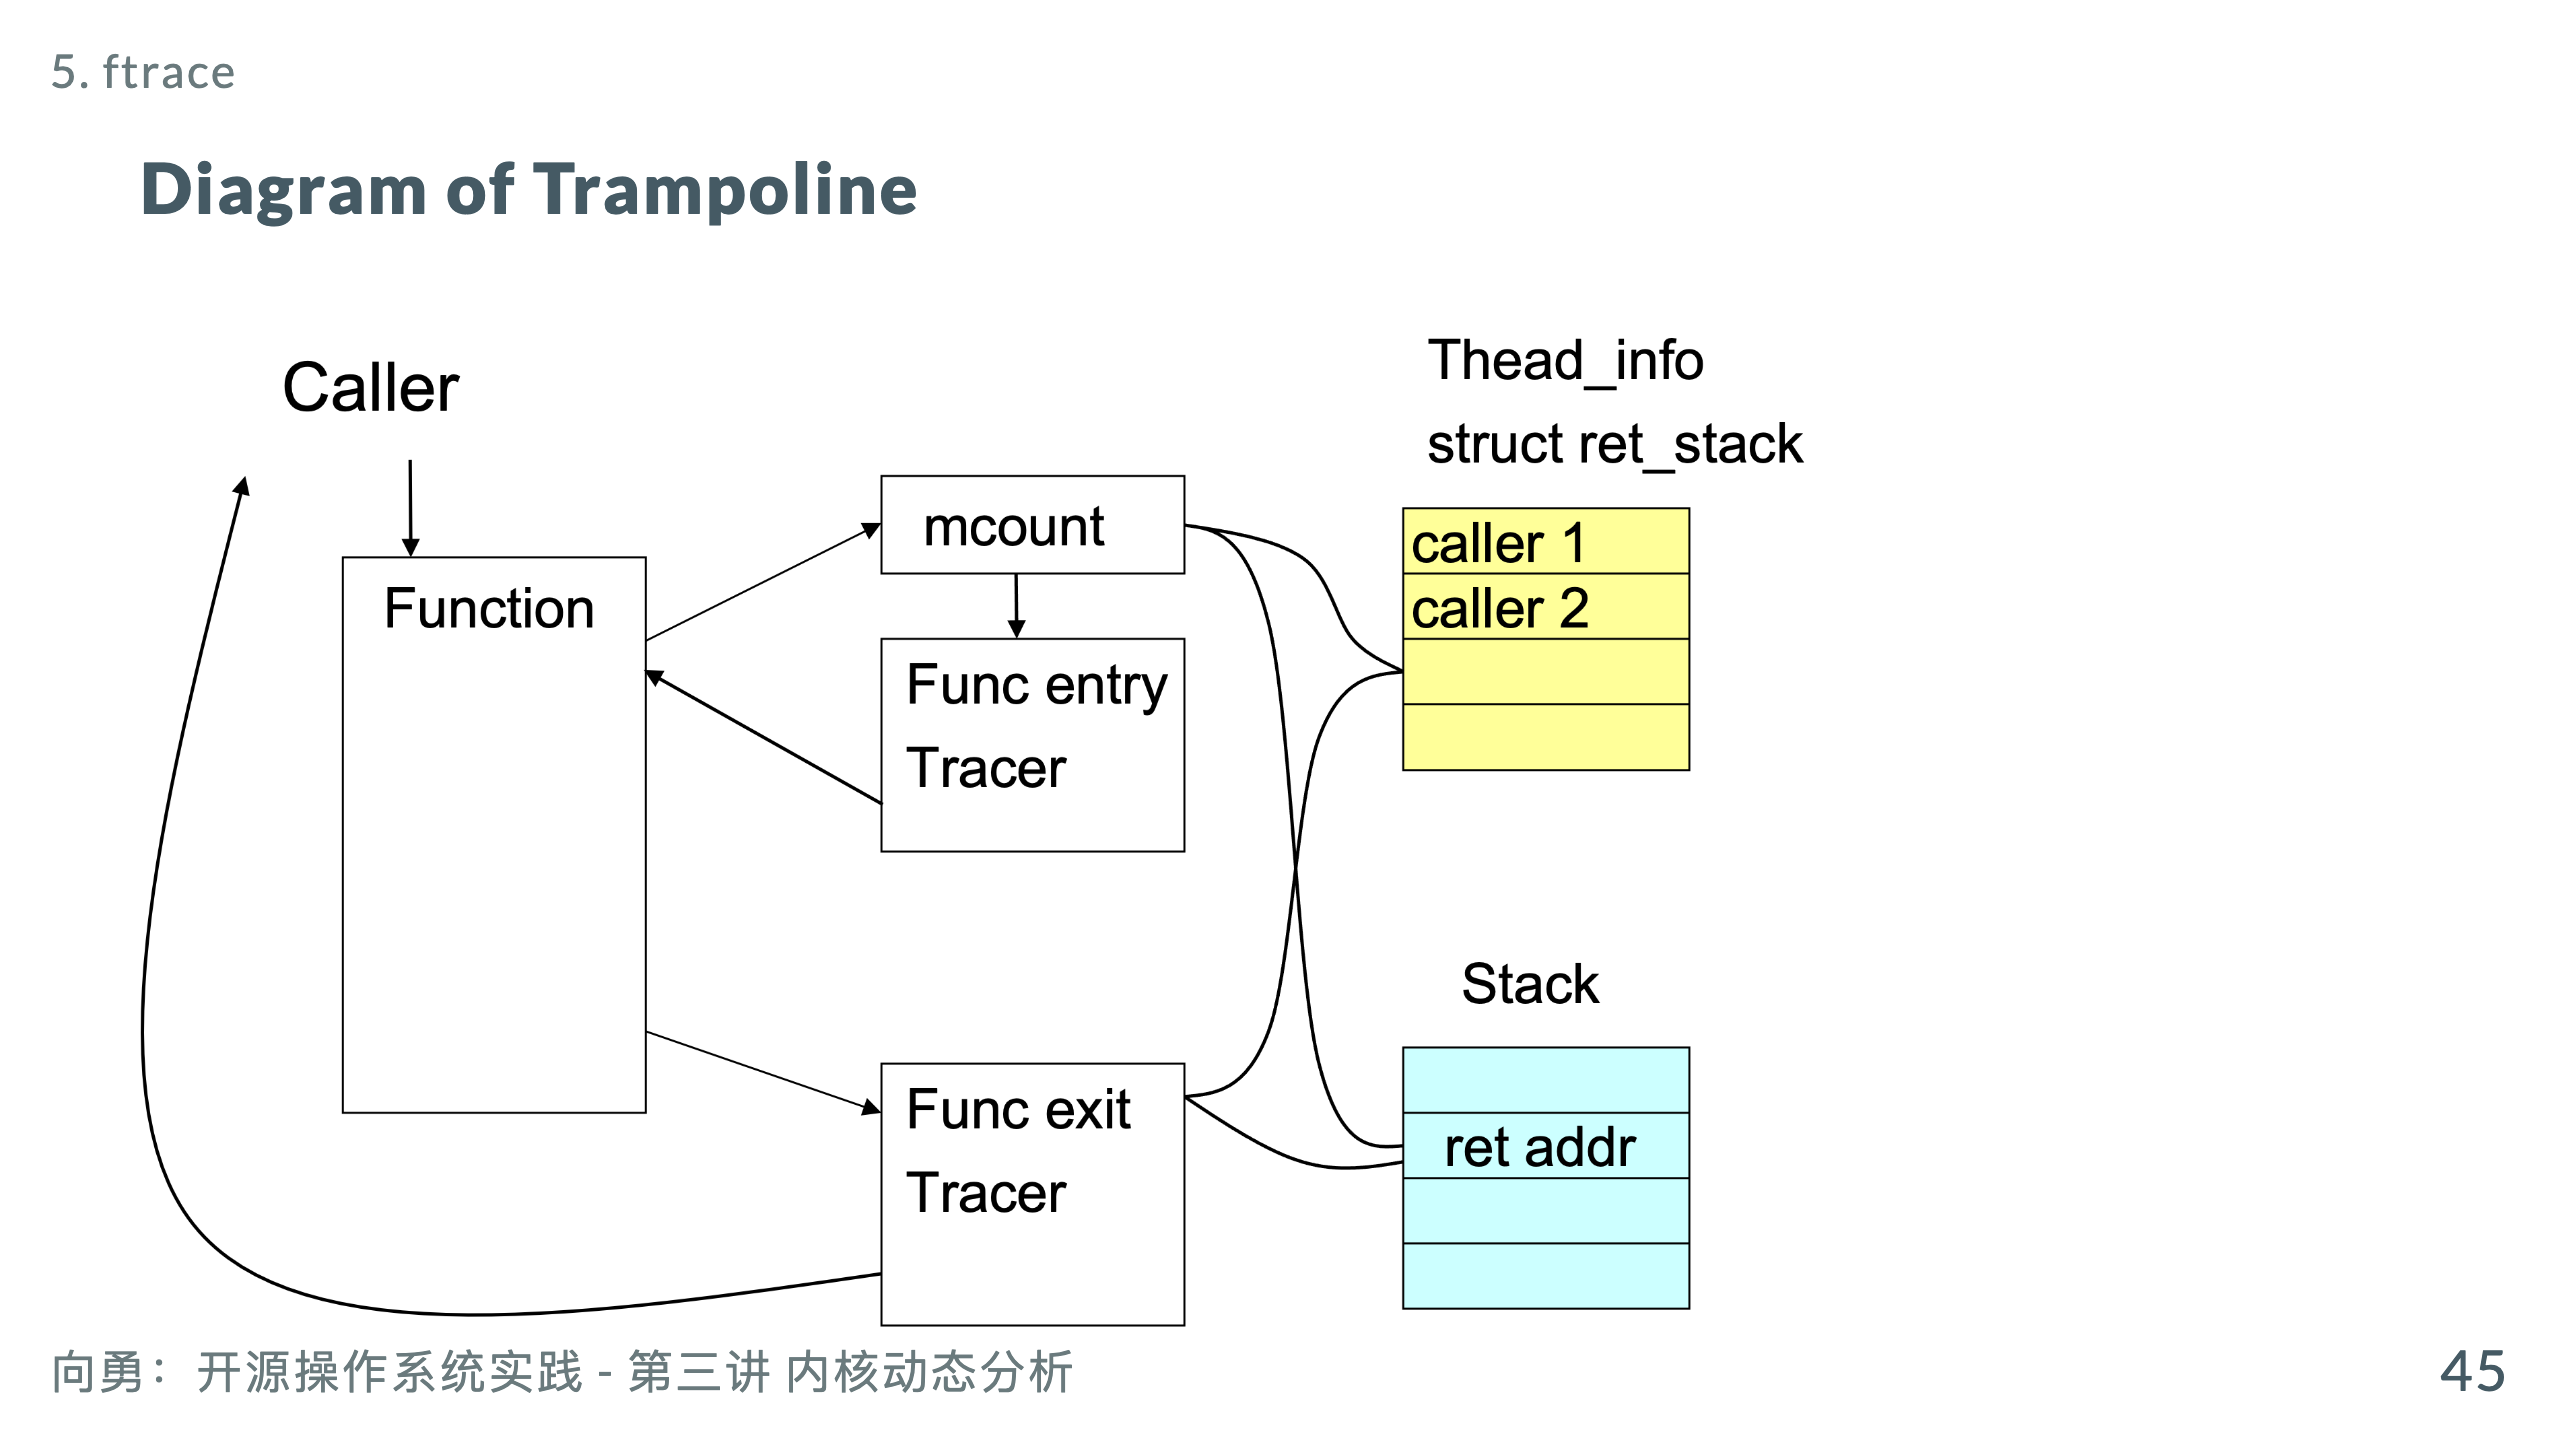 5. ftrace
Diagram of Trampoline
Caller
Function
mcount
Func entry
Tracer
Func exit
Tracer
Thead_info
struct ret_stack
caller 1
caller 2
Stack
ret addr
向勇：开源操作系统实践 - 第三讲 内核动态分析
45